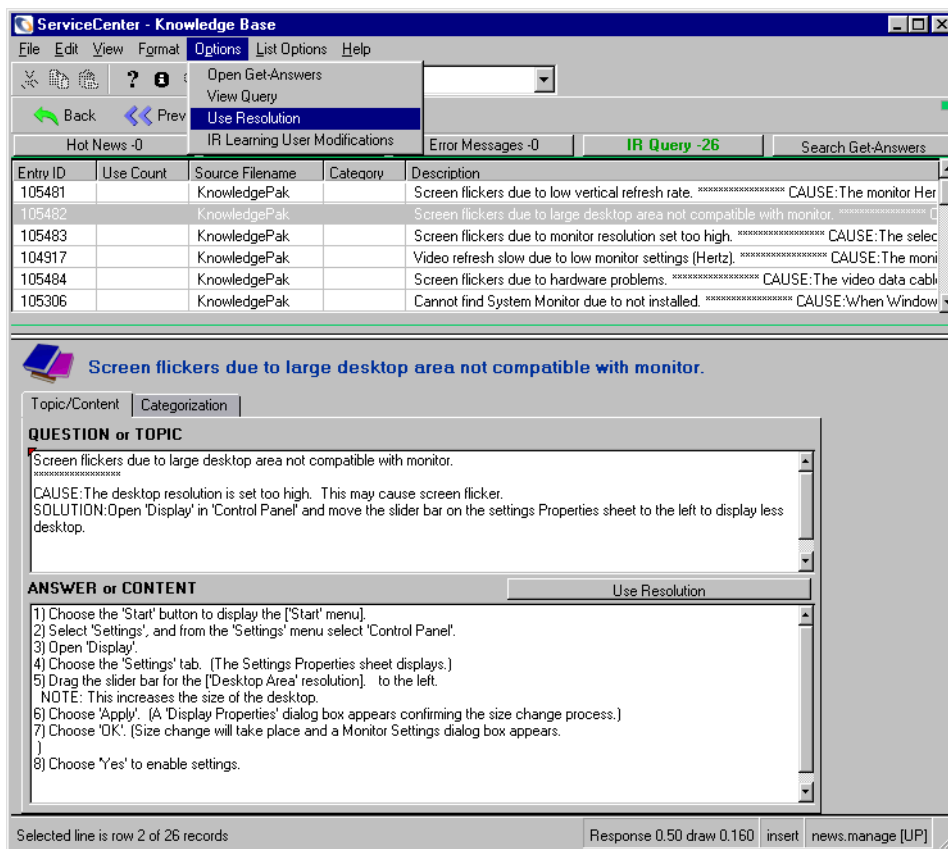 ServiceCenter - Knowledge Base
File Edit View Format Options List Options Help
Open Get-Answers
View Query
Use Resolution
IR Learning User Modifications
Back Prev
Hot News -0 Error Messages -0 IR Query -26 Search Get-Answers
Entry ID Use Count Source Filename Category Description
105481 KnowledgePak Screen flickers due to low vertical refresh rate. ***************** CAUSE:The monitor Her
105482 KnowledgePak Screen flickers due to large desktop area not compatible with monitor. ***************** C
105483 KnowledgePak Screen flickers due to monitor resolution set too high. ***************** CAUSE:The selec
104917 KnowledgePak Video refresh slow due to low monitor settings (Hertz). ***************** CAUSE:The moni
105484 KnowledgePak Screen flickers due to hardware problems. ***************** CAUSE:The video data cabl
105306 KnowledgePak Cannot find System Monitor due to not installed. ***************** CAUSE:When Window
Screen flickers due to large desktop area not compatible with monitor.
Topic/Content Categorization
QUESTION or TOPIC
Screen flickers due to large desktop area not compatible with monitor.
*****************
CAUSE:The desktop resolution is set too high. This may cause screen flicker.
SOLUTION:Open 'Display' in 'Control Panel' and move the slider bar on the settings Properties sheet to the left to display less
desktop.
ANSWER or CONTENT Use Resolution
1) Choose the 'Start' button to display the ['Start' menu].
2) Select 'Settings', and from the 'Settings' menu select 'Control Panel'.
3) Open 'Display'.
4) Choose the 'Settings' tab. (The Settings Properties sheet displays.)
5) Drag the slider bar for the ['Desktop Area' resolution]. to the left.
NOTE: This increases the size of the desktop.
6) Choose 'Apply'. (A 'Display Properties' dialog box appears confirming the size change process.)
7) Choose 'OK'. (Size change will take place and a Monitor Settings dialog box appears.
)
8) Choose 'Yes' to enable settings.
Selected line is row 2 of 26 records Response 0.50 draw 0.160 insert news.manage [UP]